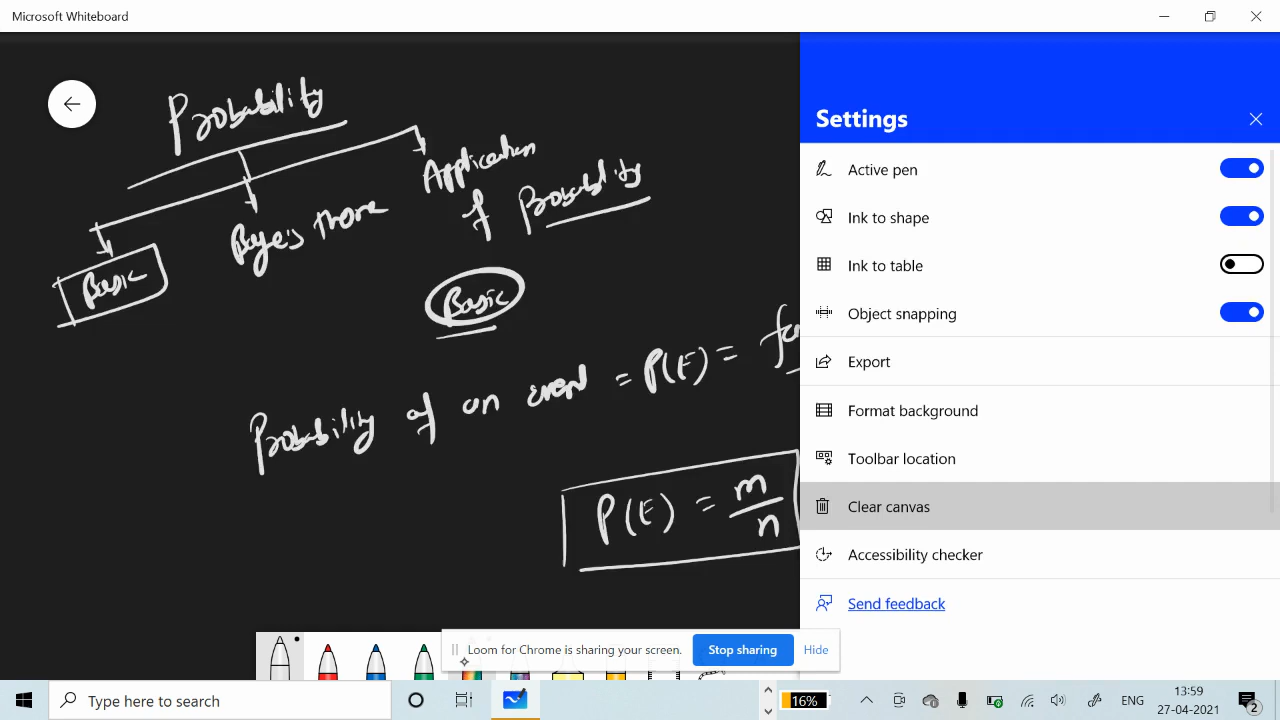 Microsoft Whiteboard
Probability
Application
of Probability
Baye's
Basic
Basic
Probability of an event = P(E) =
P(E) = m/n
Settings
Active pen
Ink to shape
Ink to table
Object snapping
Export
Format background
Toolbar location
Clear canvas
Accessibility checker
Send feedback
Loom for Chrome is sharing your screen.
Stop sharing
Hide
Type here to search
16%
ENG
13:59
27-04-2021
2